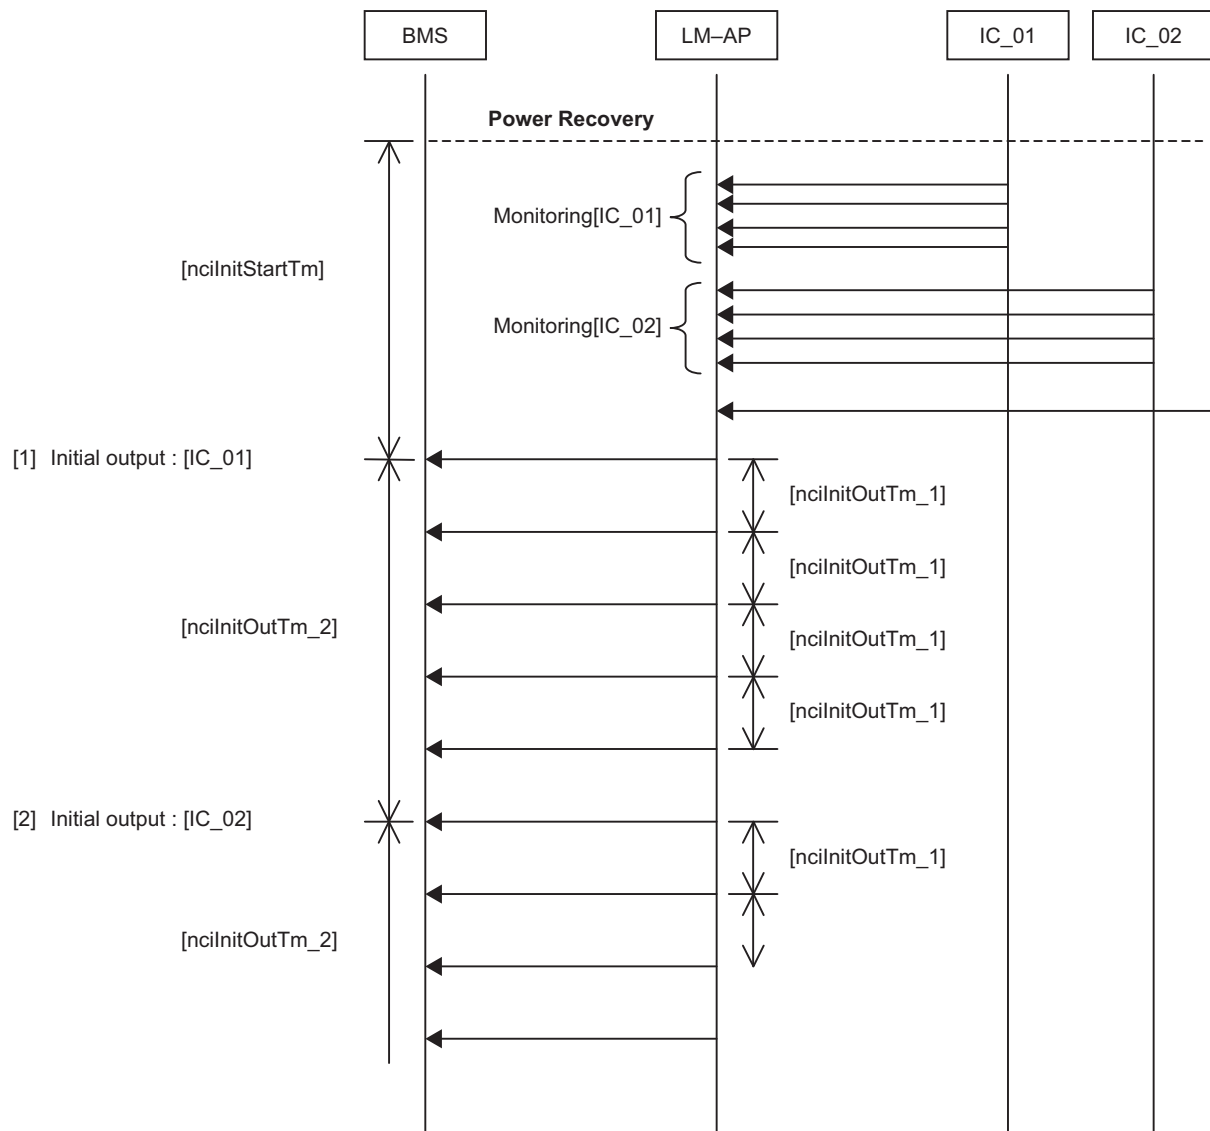 BMS
LM–AP
IC_01
IC_02
Power Recovery
Monitoring[IC_01]
[nciInitStartTm]
Monitoring[IC_02]
[1] Initial output : [IC_01]
[nciInitOutTm_1]
[nciInitOutTm_1]
[nciInitOutTm_2]
[nciInitOutTm_1]
[nciInitOutTm_1]
[2] Initial output : [IC_02]
[nciInitOutTm_1]
[nciInitOutTm_2]